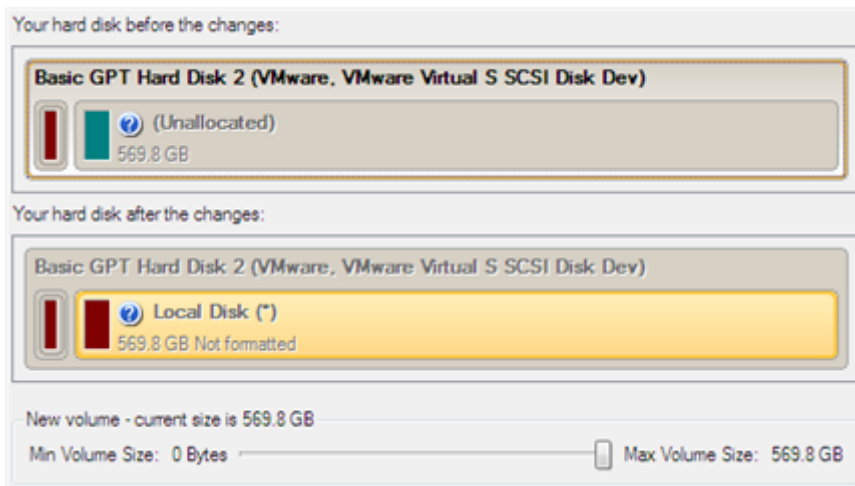 Your hard disk before the changes:
Basic GPT Hard Disk 2 (VMware, VMware Virtual S SCSI Disk Dev)
(Unallocated)
569.8 GB
Your hard disk after the changes:
Basic GPT Hard Disk 2 (VMware, VMware Virtual S SCSI Disk Dev)
Local Disk (*)
569.8 GB Not formatted
New volume - current size is 569.8 GB
Min Volume Size: 0 Bytes Max Volume Size: 569.8 GB